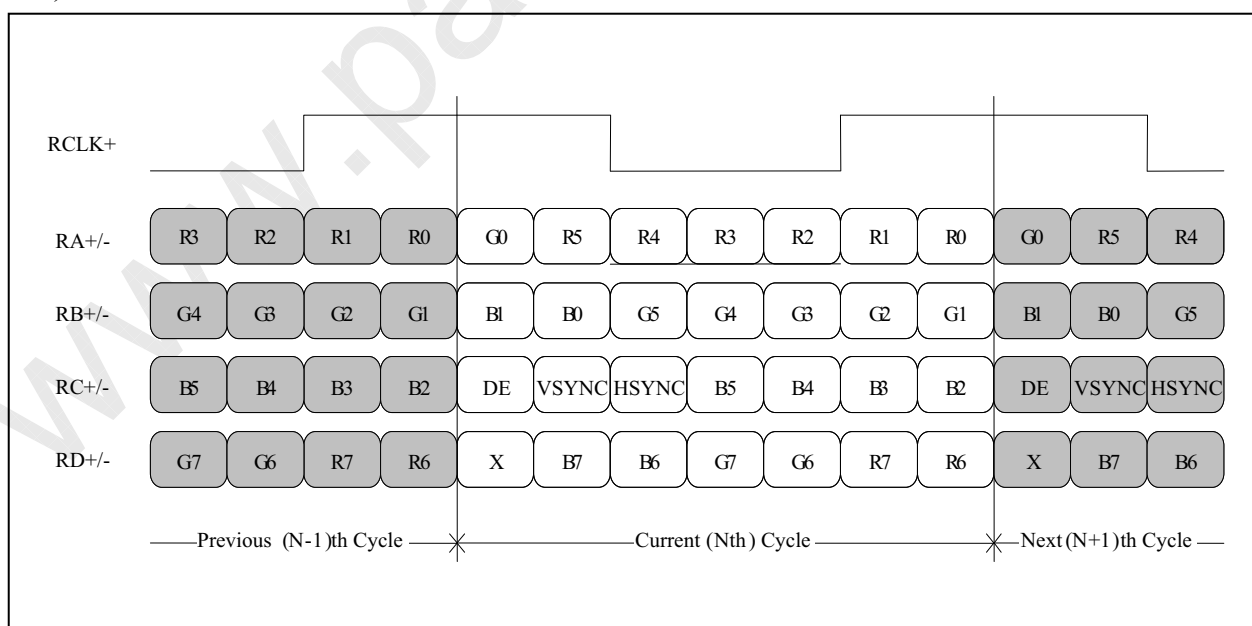 www.pa
RCLK+
RA+/- R3 R2 R1 R0 G0 R5 R4 R3 R2 R1 R0 G0 R5 R4
RB+/- G4 G3 G2 G1 B1 B0 G5 G4 G3 G2 G1 B1 B0 G5
RC+/- B5 B4 B3 B2 DE VSYNC HSYNC B5 B4 B3 B2 DE VSYNC HSYNC
RD+/- G7 G6 R7 R6 X B7 B6 G7 G6 R7 R6 X B7 B6
Previous (N-1)th Cycle Current (Nth) Cycle Next (N+1)th Cycle